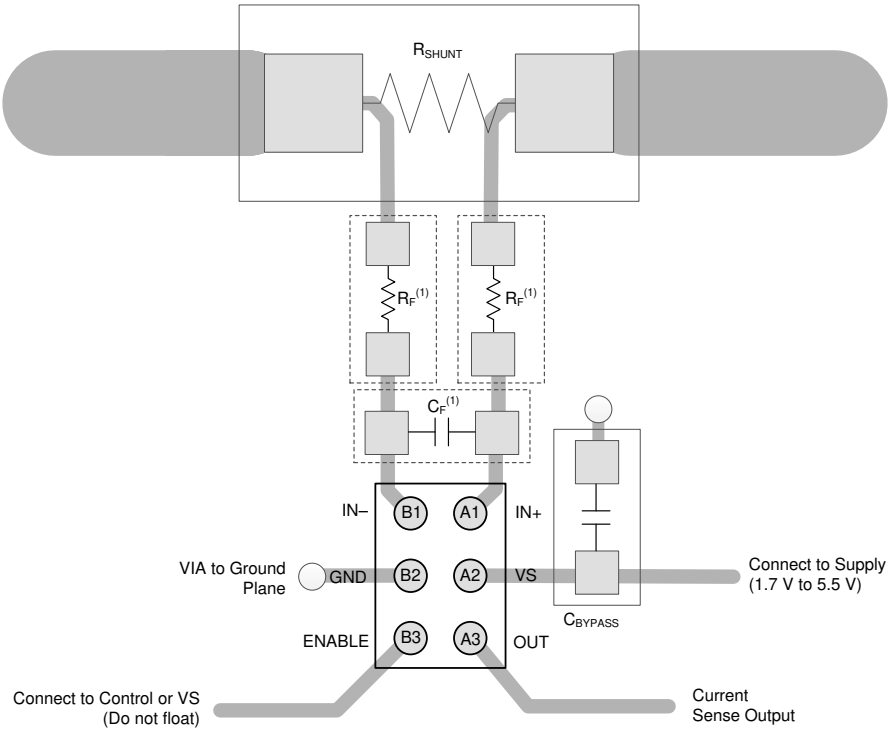 RSHUNT
RF(1)
RF(1)
CF(1)
IN–
B1
A1
IN+
VIA to Ground
Plane
GND
B2
A2
VS
Connect to Supply
(1.7 V to 5.5 V)
CBYPASS
ENABLE
B3
A3
OUT
Connect to Control or VS
(Do not float)
Current
Sense Output